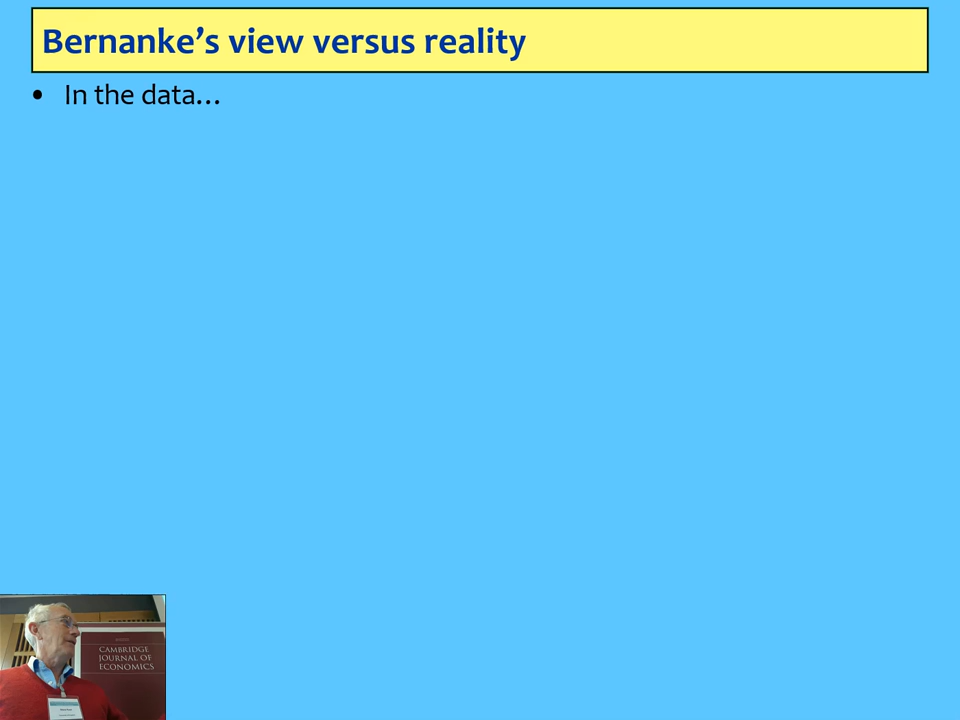 Bernanke’s view versus reality
• In the data…
CAMBRIDGE
JOURNAL OF
ECONOMICS